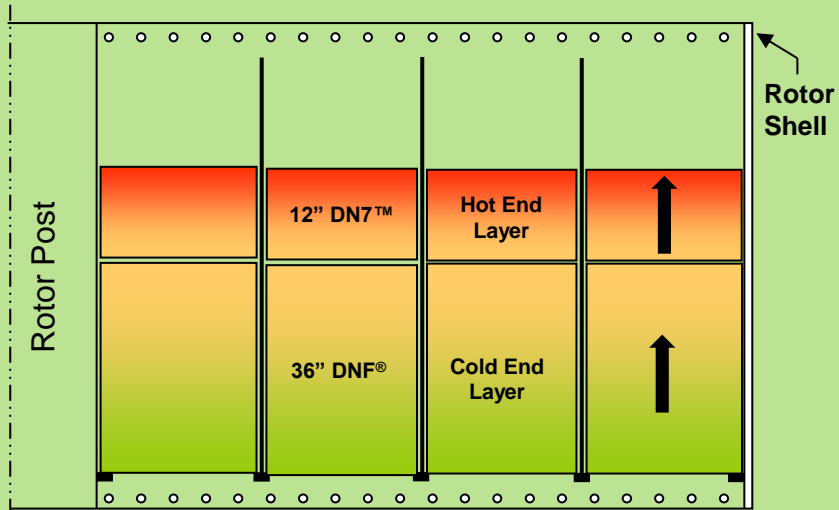 Rotor
Shell
Rotor Post
12” DN7™
Hot End
Layer
36” DNF®
Cold End
Layer